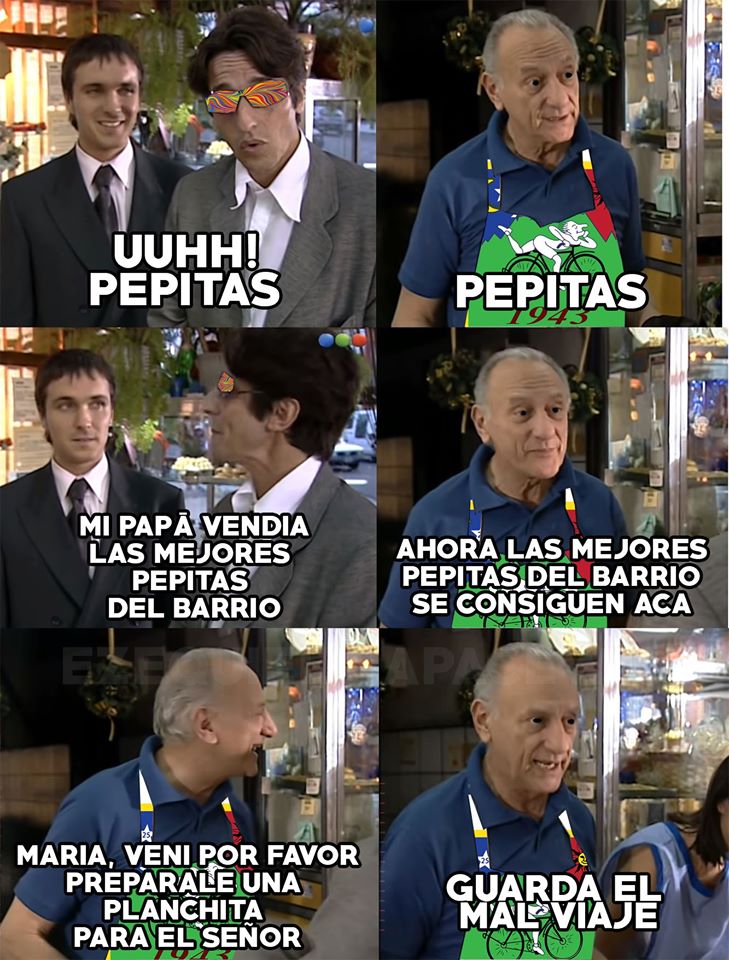 UUHH!
PEPITAS
PEPITAS
1943
MI PAPÁ VENDIA
LAS MEJORES
PEPITAS
DEL BARRIO
AHORA LAS MEJORES
PEPITAS DEL BARRIO
SE CONSIGUEN ACA
MARIA, VENI POR FAVOR
PREPARALE UNA
PLANCHITA
PARA EL SEÑOR
1943
GUARDA EL
MAL VIAJE